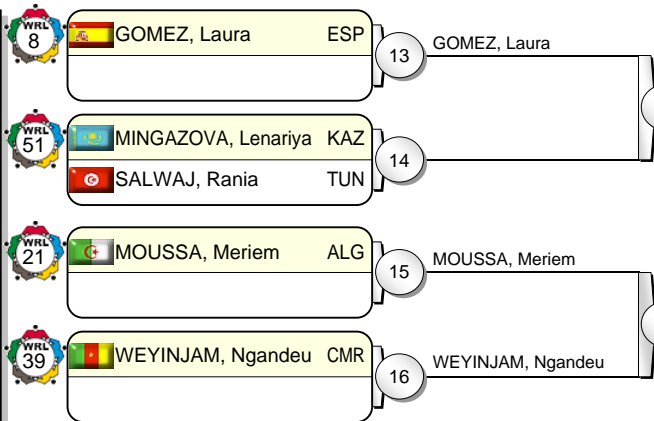 WRL
8
GOMEZ, Laura ESP
13
GOMEZ, Laura
WRL
51
MINGAZOVA, Lenariya KAZ
SALWAJ, Rania TUN
14
WRL
21
MOUSSA, Meriem ALG
15
MOUSSA, Meriem
WRL
39
WEYINJAM, Ngandeu CMR
16
WEYINJAM, Ngandeu